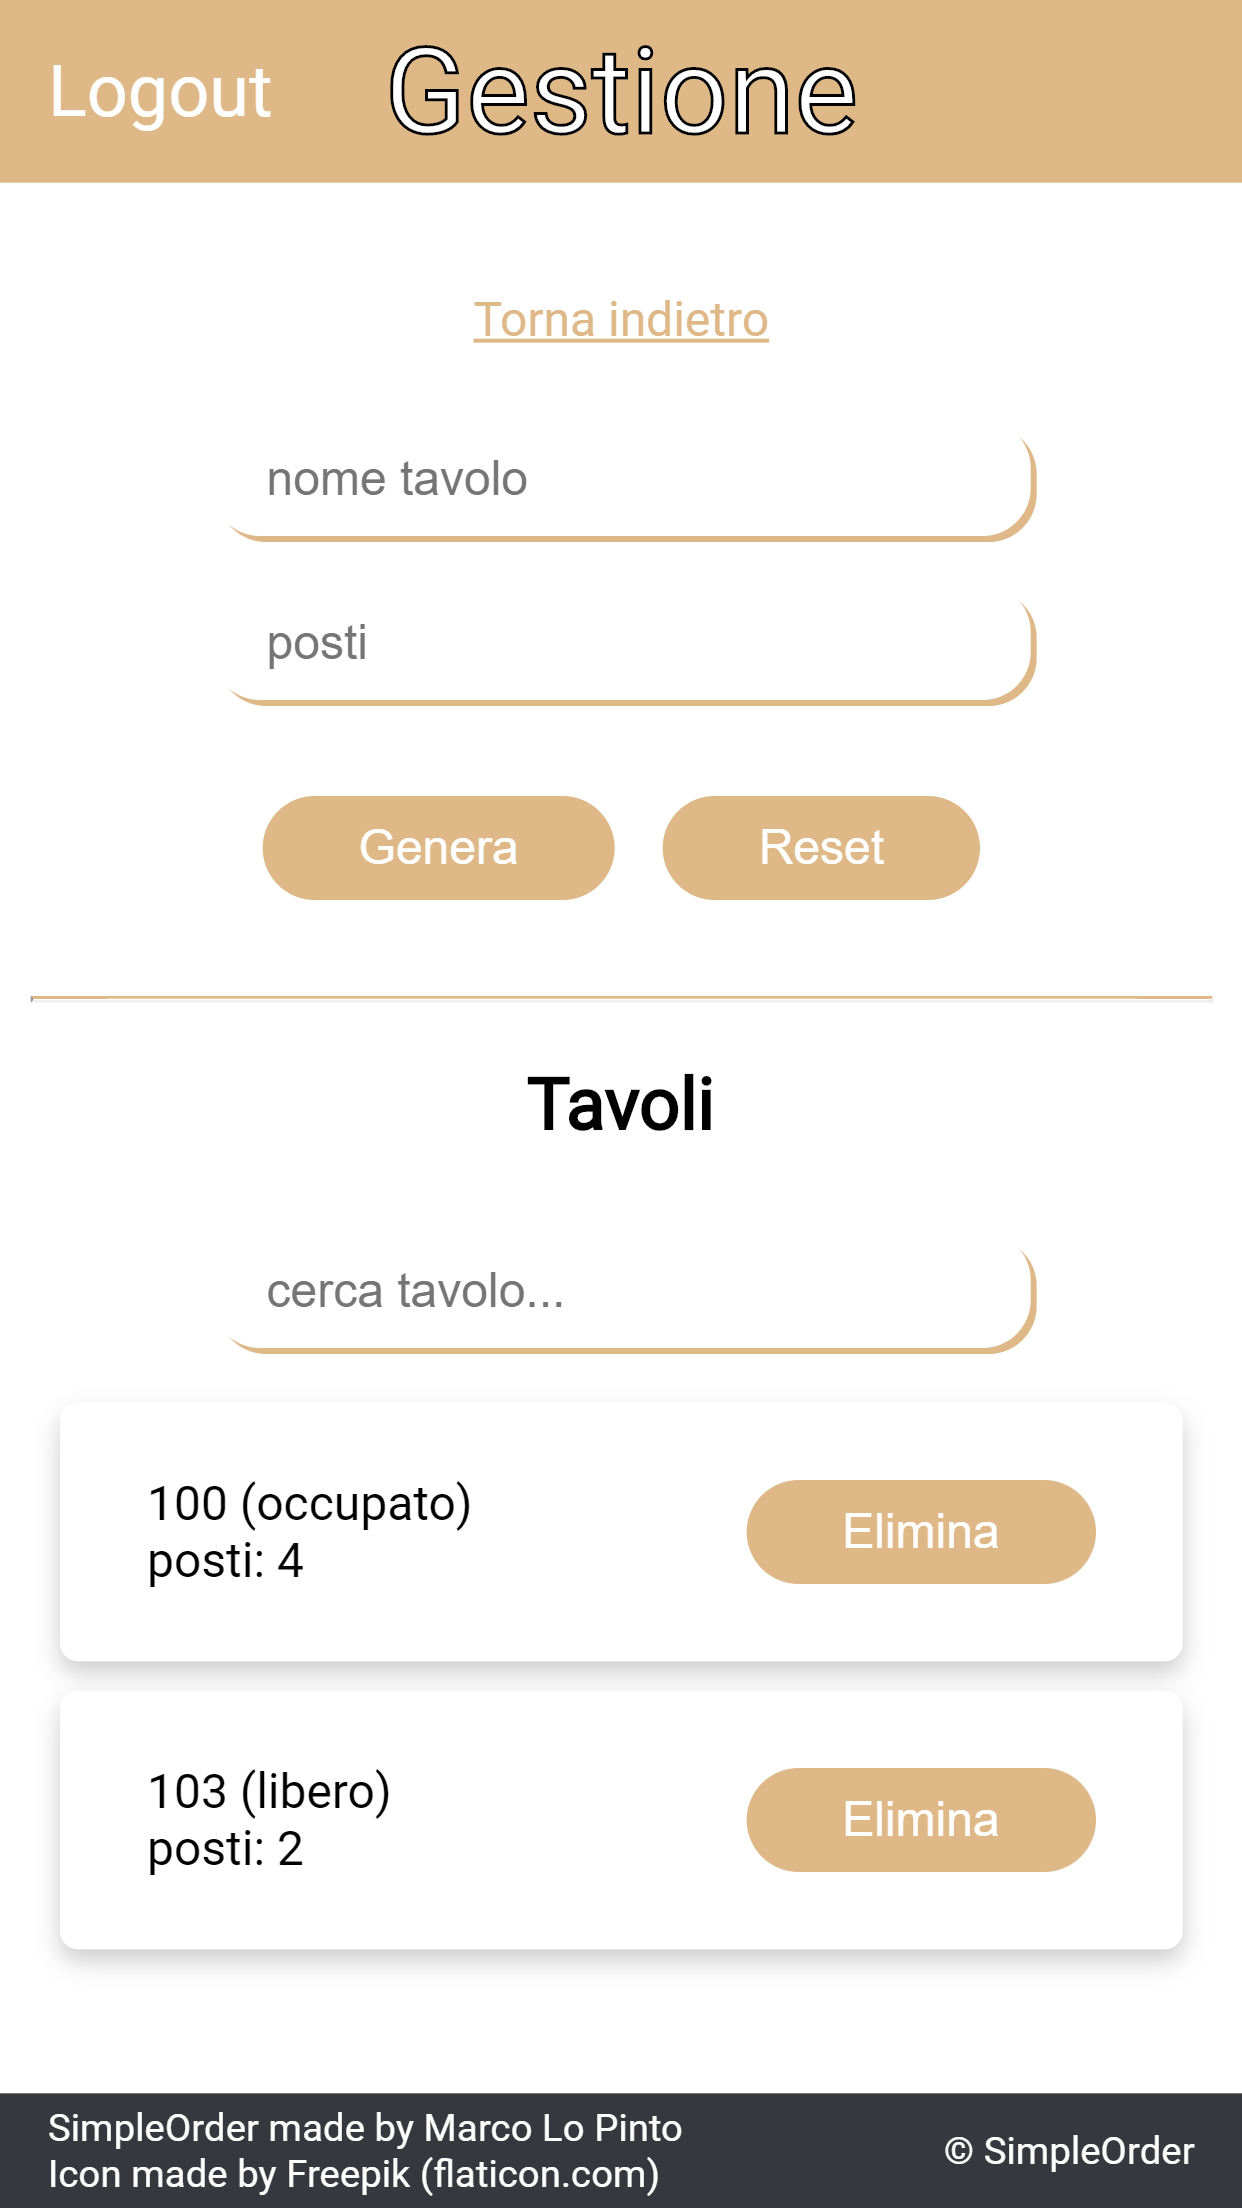 Logout
Gestione
Torna indietro
nome tavolo
posti
Genera
Reset
Tavoli
cerca tavolo...
100 (occupato)
posti: 4
Elimina
103 (libero)
posti: 2
Elimina
SimpleOrder made by Marco Lo Pinto
Icon made by Freepik (flaticon.com)
© SimpleOrder